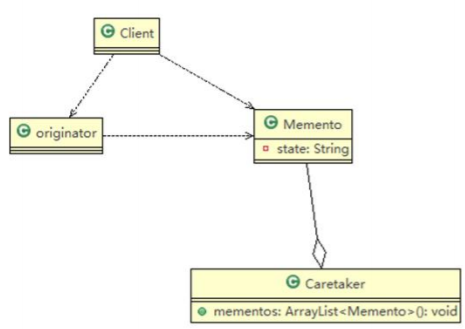 Client
originator
Memento
state: String
Caretaker
mementos: ArrayList<Memento>(): void